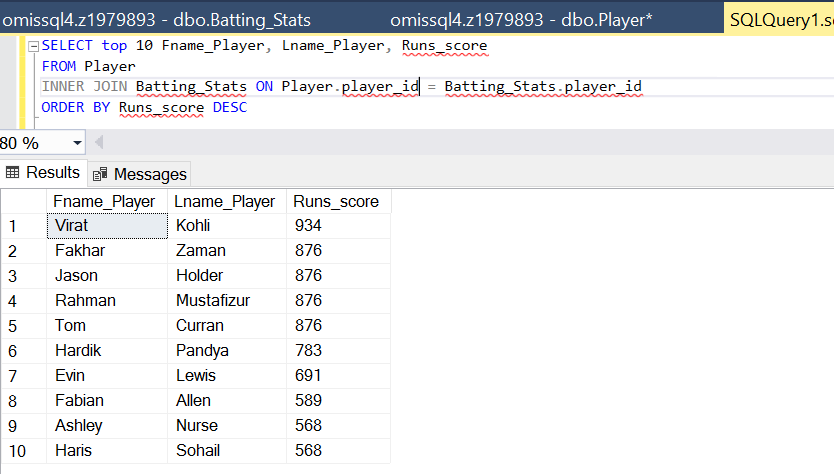 omissql4.z1979893 - dbo.Batting_Stats omissql4.z1979893 - dbo.Player* SQLQuery1.s
SELECT top 10 Fname_Player, Lname_Player, Runs_score
FROM Player
INNER JOIN Batting_Stats ON Player.player_id = Batting_Stats.player_id
ORDER BY Runs_score DESC
80 %
Results Messages
Fname_Player Lname_Player Runs_score
1 Virat Kohli 934
2 Fakhar Zaman 876
3 Jason Holder 876
4 Rahman Mustafizur 876
5 Tom Curran 876
6 Hardik Pandya 783
7 Evin Lewis 691
8 Fabian Allen 589
9 Ashley Nurse 568
10 Haris Sohail 568